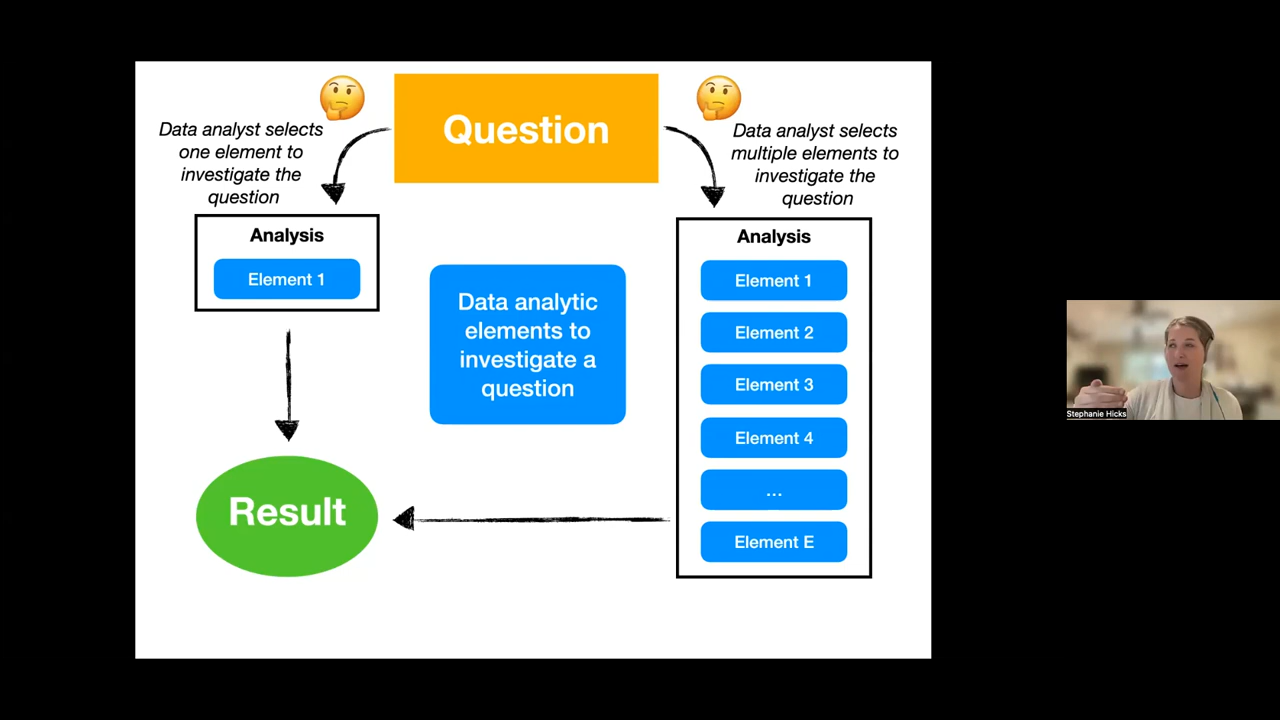 Question
Data analyst selects
one element to
investigate the
question
Data analyst selects
multiple elements to
investigate the
question
Analysis
Element 1
Data analytic
elements to
investigate a
question
Analysis
Element 1
Element 2
Element 3
Element 4
...
Element E
Result
Stephanie Hicks